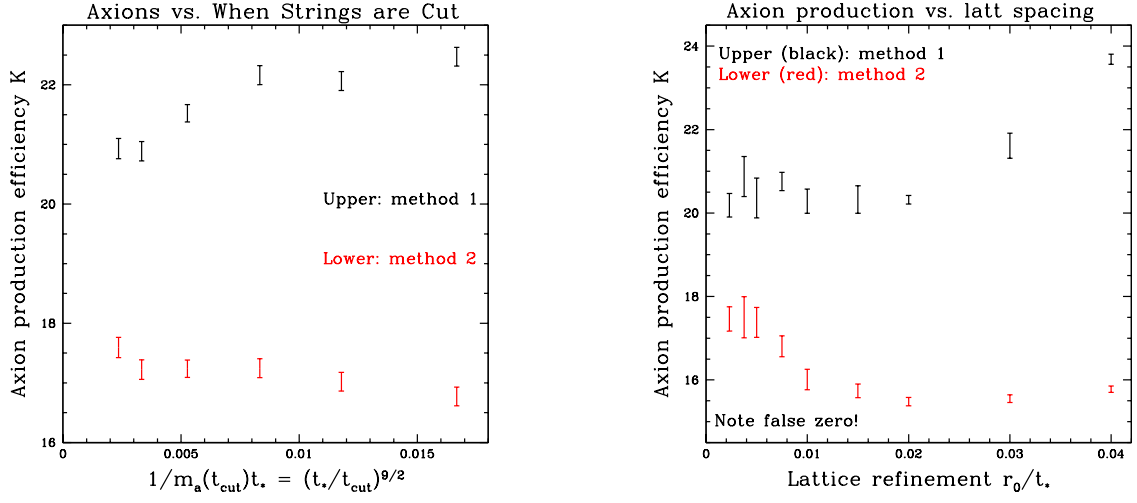 Axions vs. When Strings are Cut
Axion production efficiency K
22
20
18
16
Upper: method 1
Lower: method 2
0
0.005
0.01
0.015
1/mₐ(t_cut)t_* = (t_*/t_cut)^9/2
Axion production vs. latt spacing
Axion production efficiency K
24
22
20
18
16
Upper (black): method 1
Lower (red): method 2
Note false zero!
0
0.01
0.02
0.03
0.04
Lattice refinement r₀/t_*